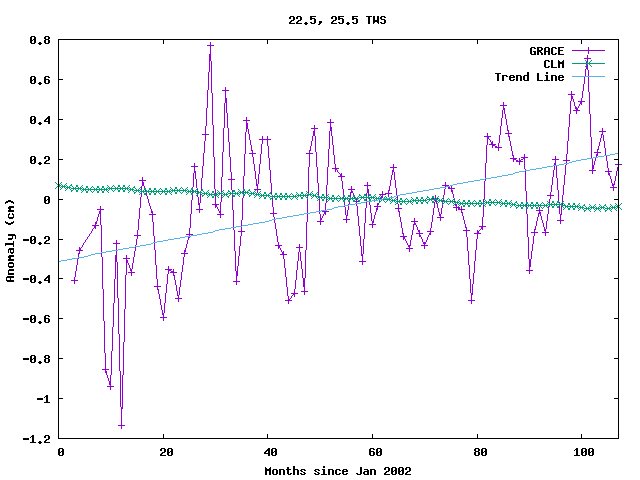 22.5, 25.5 TWS
GRACE
CLM
Trend Line
0.8
0.6
0.4
0.2
0
-0.2
-0.4
-0.6
-0.8
-1
-1.2
Anomaly (cm)
0 20 40 60 80 100
Months since Jan 2002